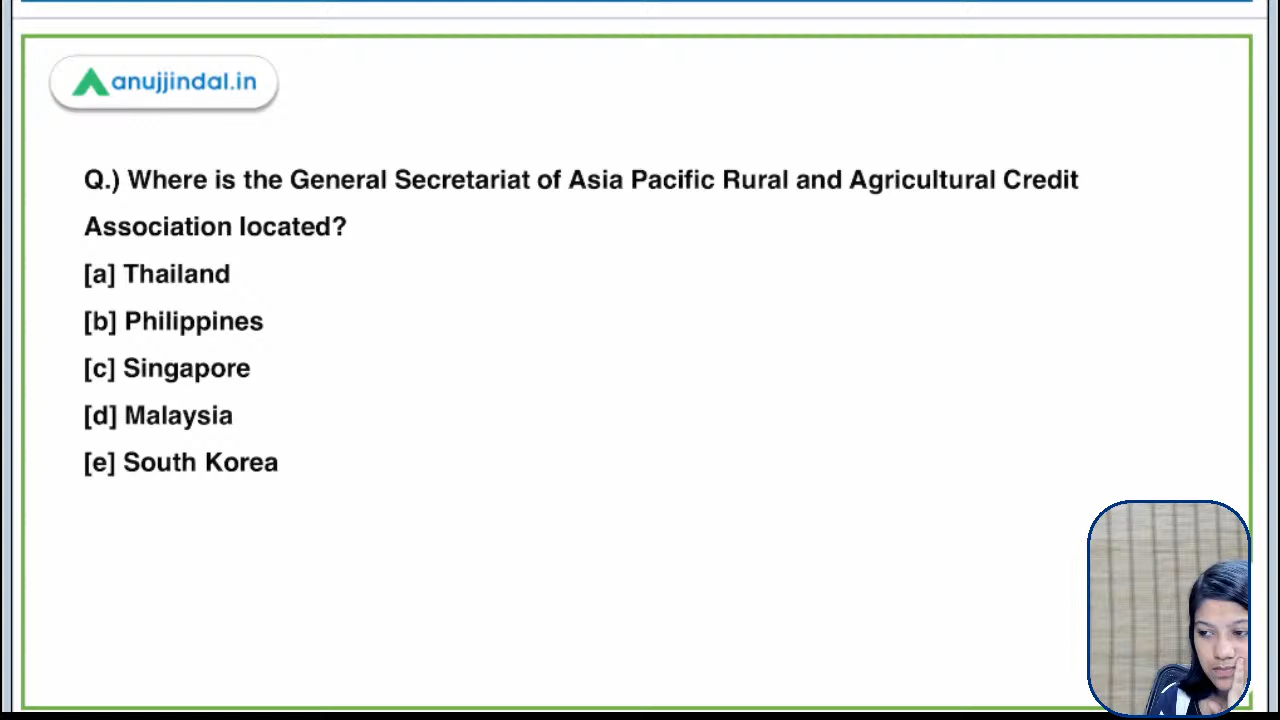 anujjindal.in
Q.) Where is the General Secretariat of Asia Pacific Rural and Agricultural Credit
Association located?
[a] Thailand
[b] Philippines
[c] Singapore
[d] Malaysia
[e] South Korea